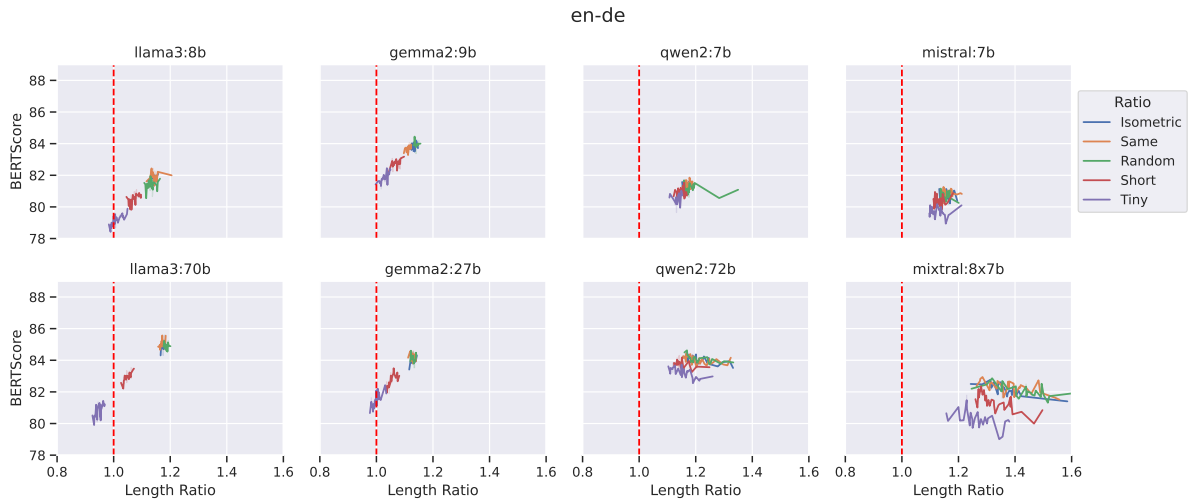 en-de
llama3:8b gemma2:9b qwen2:7b mistral:7b
BERTScore
88
86
84
82
80
78
Ratio
Isometric
Same
Random
Short
Tiny
llama3:70b gemma2:27b qwen2:72b mixtral:8x7b
BERTScore
88
86
84
82
80
78
0.8 1.0 1.2 1.4 1.6 0.8 1.0 1.2 1.4 1.6 0.8 1.0 1.2 1.4 1.6 0.8 1.0 1.2 1.4 1.6
Length Ratio Length Ratio Length Ratio Length Ratio